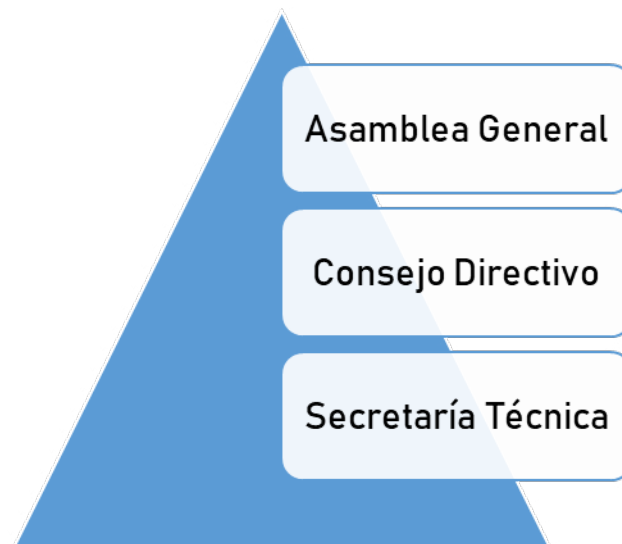 Asamblea General
Consejo Directivo
Secretaría Técnica